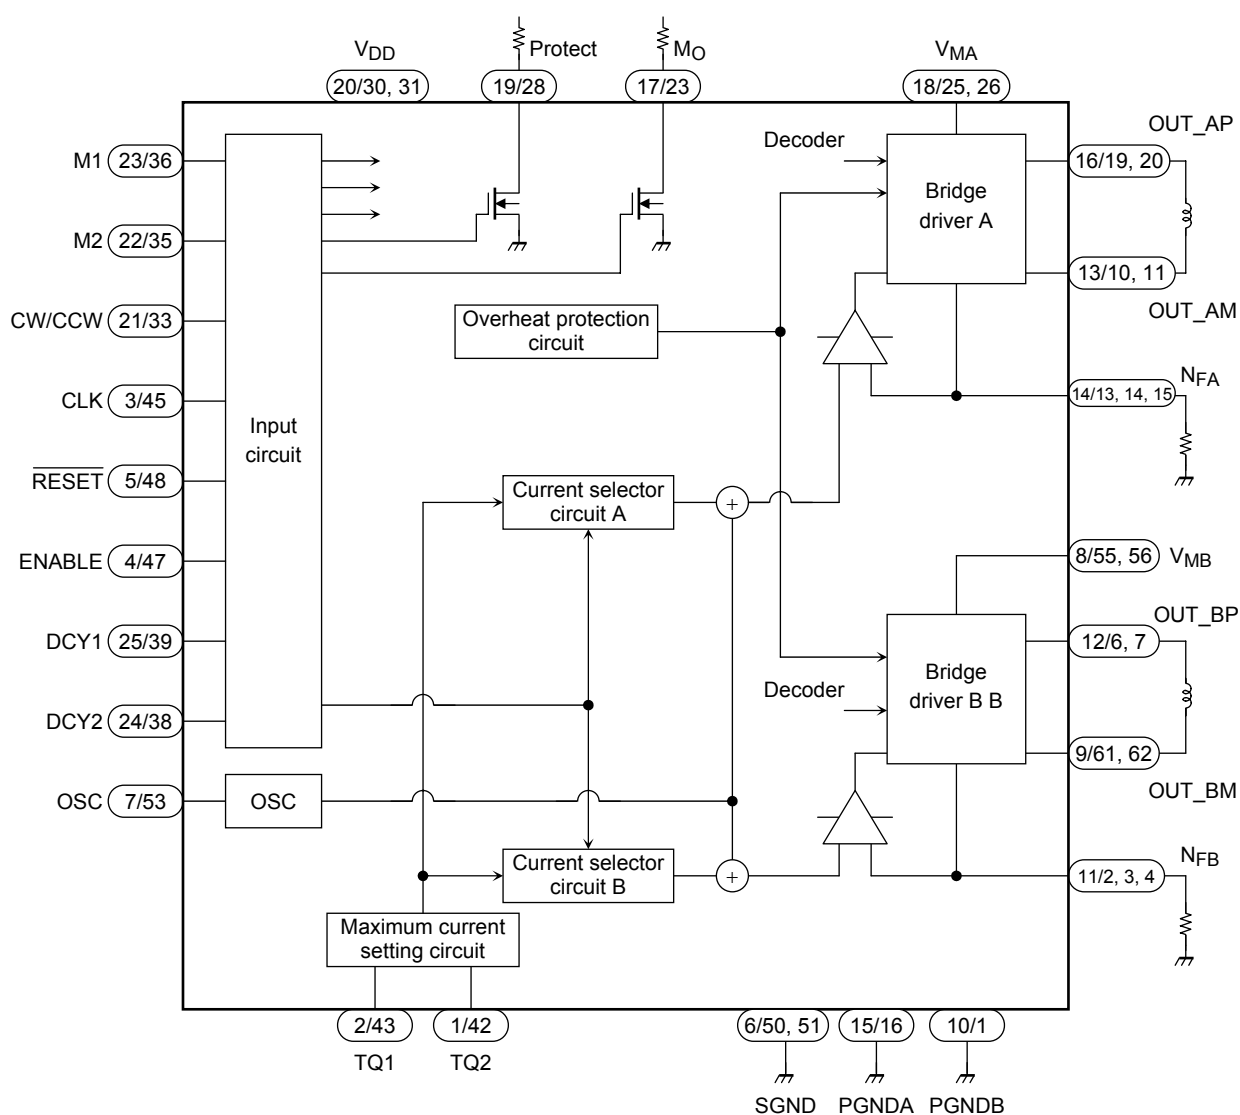 VDD
20/30, 31
Protect
19/28
MO
17/23
VMA
18/25, 26
M1 23/36
M2 22/35
CW/CCW 21/33
CLK 3/45
RESET 5/48
ENABLE 4/47
DCY1 25/39
DCY2 24/38
OSC 7/53
Input
circuit
OSC
Overheat protection
circuit
Current selector
circuit A
+
Current selector
circuit B
+
Maximum current
setting circuit
Decoder
Bridge
driver A
Decoder
Bridge
driver B B
OUT_AP
16/19, 20
13/10, 11
OUT_AM
NFA
14/13, 14, 15
8/55, 56 VMB
OUT_BP
12/6, 7
9/61, 62
OUT_BM
NFB
11/2, 3, 4
2/43
TQ1
1/42
TQ2
6/50, 51
SGND
15/16
PGNDA
10/1
PGNDB